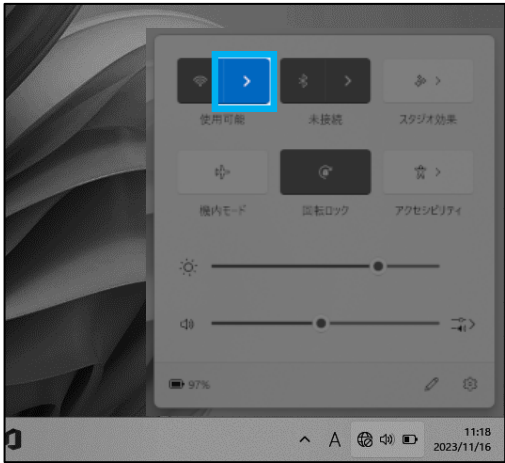 使用可能
未接続
スタジオ効果
機内モード
回転ロック
アクセシビリティ
97%
A
11:18
2023/11/16